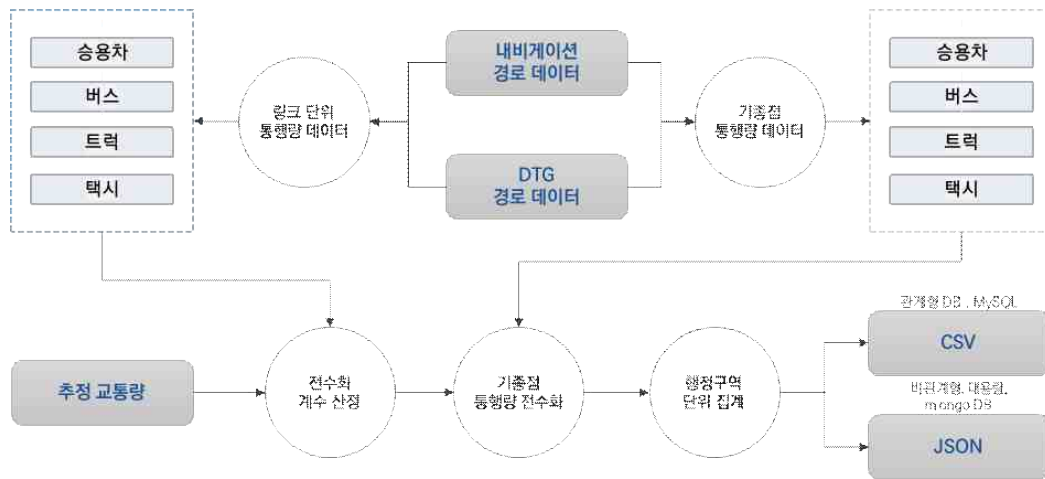 승용차
버스
트럭
택시
링크 단위
통행량 데이터
내비게이션
경로 데이터
DTG
경로 데이터
기종점
통행량 데이터
승용차
버스
트럭
택시
추정 교통량
전수화
계수 산정
기종점
통행량 전수화
행정구역
단위 집계
관계형 DB , MySQL
CSV
비관계형, 대용량,
mongo DB
JSON